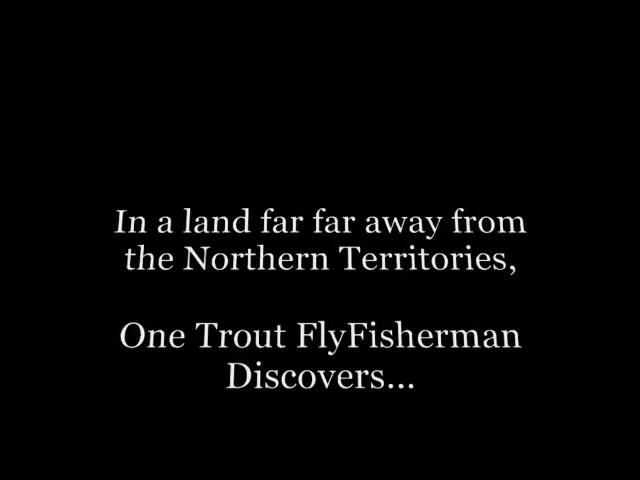 In a land far far away from
the Northern Territories,
One Trout FlyFisherman
Discovers...